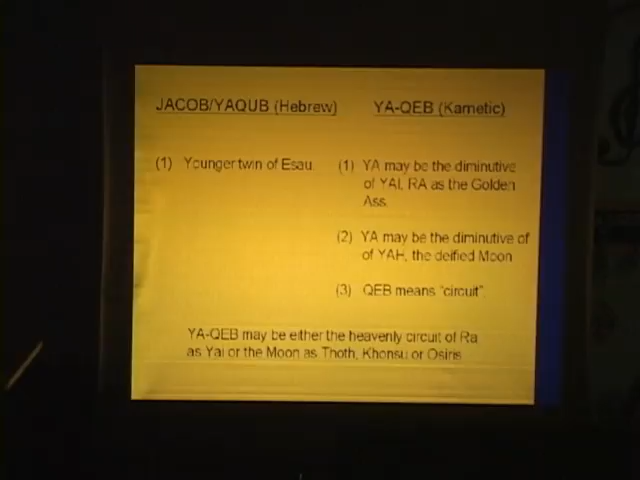 JACOB/YAQUB (Hebrew) YA-QEB (Kametic)
(1) Younger twin of Esau. (1) YA may be the diminutive
of YAI, RA as the Golden
Ass.
(2) YA may be the diminutive of
of YAH, the deified Moon
(3) QEB means "circuit".
YA-QEB may be either the heavenly circuit of Ra
as Yai or the Moon as Thoth, Khonsu or Osiris